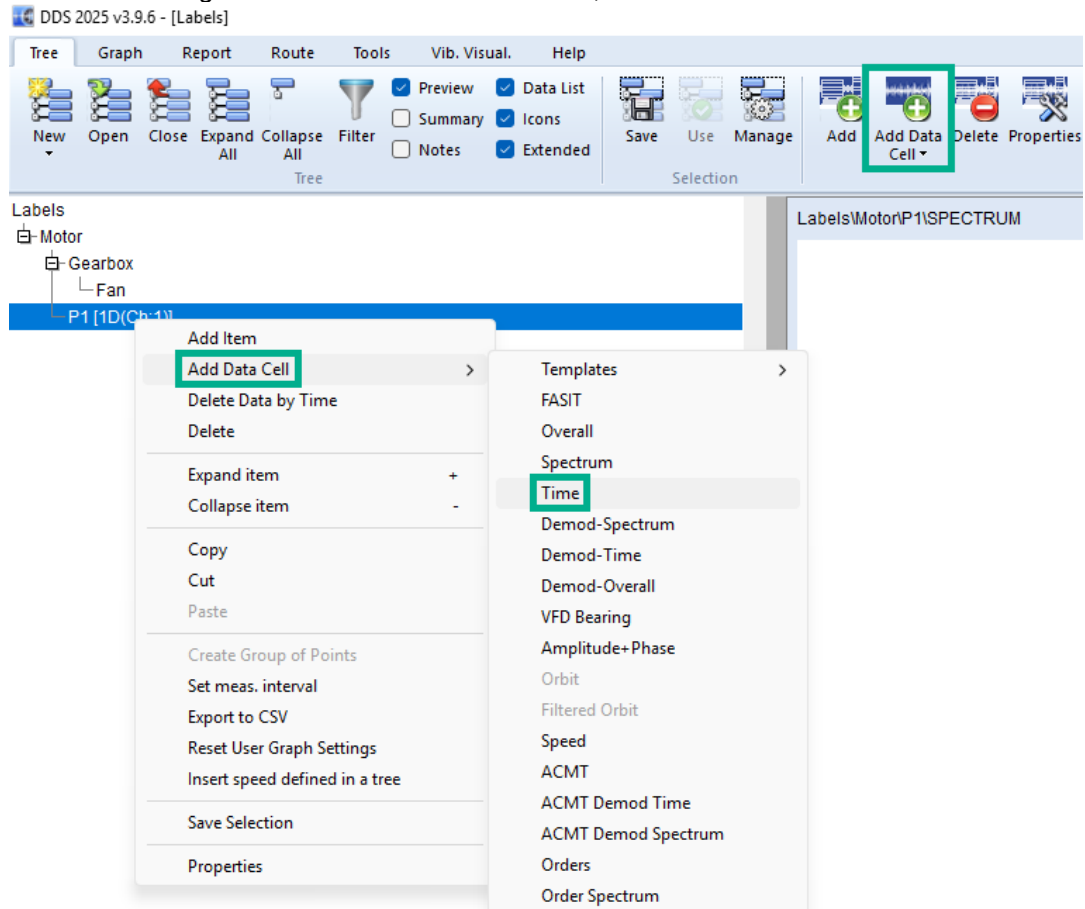 DDS 2025 v3.9.6 - [Labels]
Tree Graph Report Route Tools Vib. Visual. Help
New Open Close Expand All Collapse All Filter
Preview Data List
Summary Icons
Notes Extended
Save Use Manage
Add Add Data Cell Delete Properties
Tree Selection
Labels
Motor
Gearbox
Fan
P1 [1D(Ch:1)]
Labels\Motor\P1\SPECTRUM
Add Item
Add Data Cell >
Delete Data by Time
Delete
Expand item +
Collapse item -
Copy
Cut
Paste
Create Group of Points
Set meas. interval
Export to CSV
Reset User Graph Settings
Insert speed defined in a tree
Save Selection
Properties
Templates >
FASIT
Overall
Spectrum
Time
Demod-Spectrum
Demod-Time
Demod-Overall
VFD Bearing
Amplitude+Phase
Orbit
Filtered Orbit
Speed
ACMT
ACMT Demod Time
ACMT Demod Spectrum
Orders
Order Spectrum